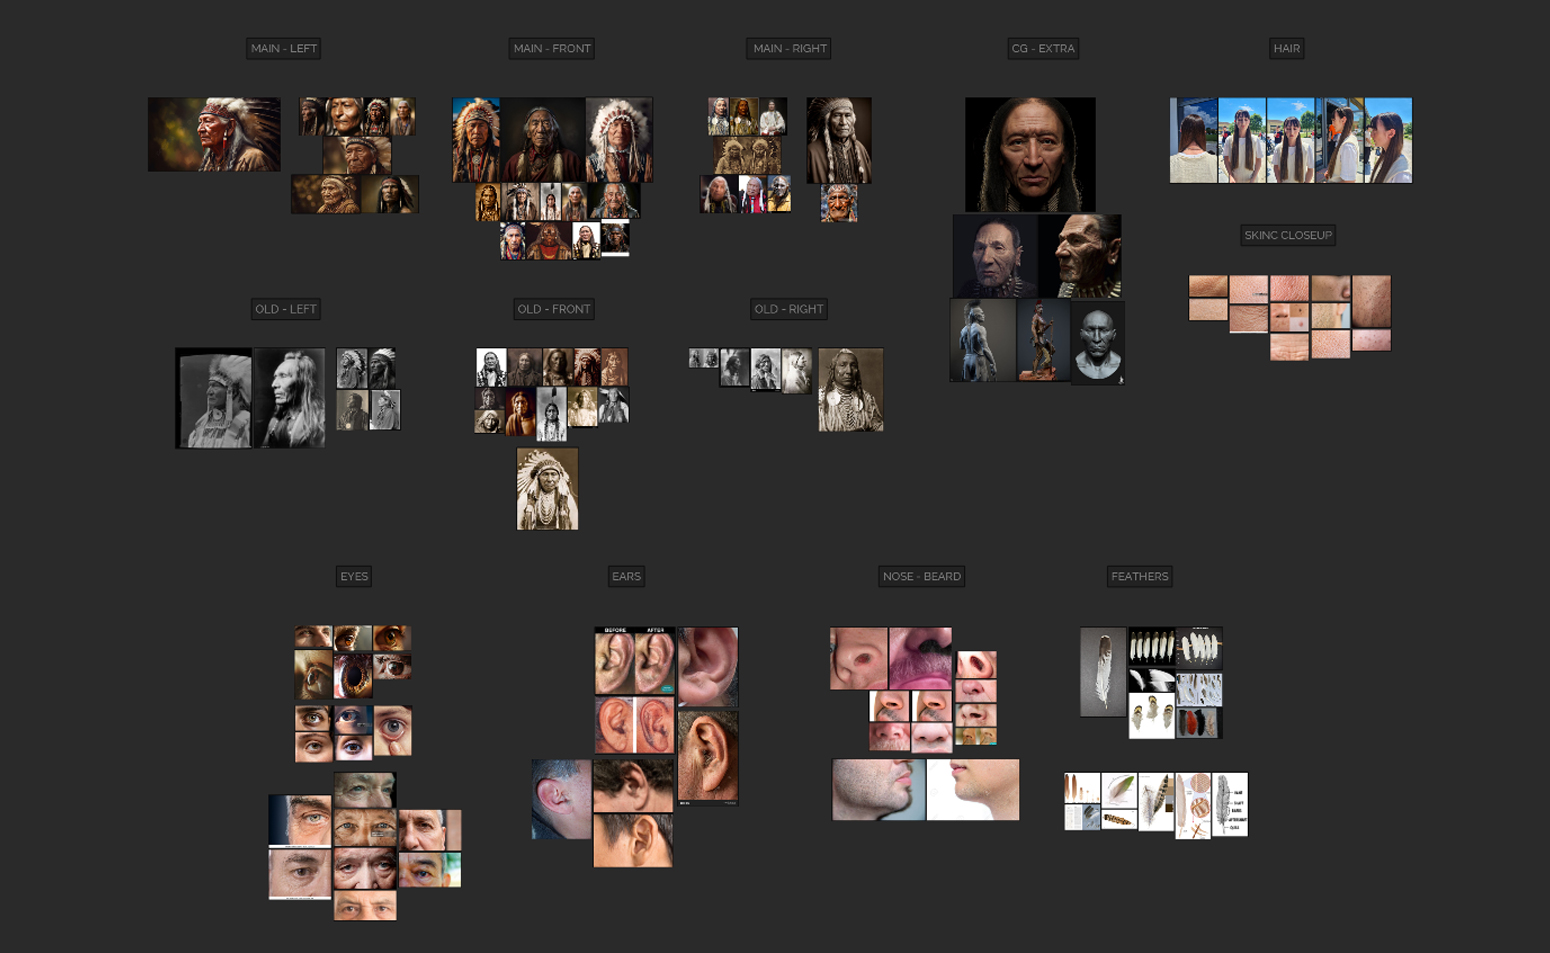 MAIN - LEFT
MAIN - FRONT
MAIN - RIGHT
CG - EXTRA
HAIR
SKINC CLOSEUP
OLD - LEFT
OLD - FRONT
OLD - RIGHT
EYES
EARS
NOSE - BEARD
FEATHERS
BEFORE
AFTER